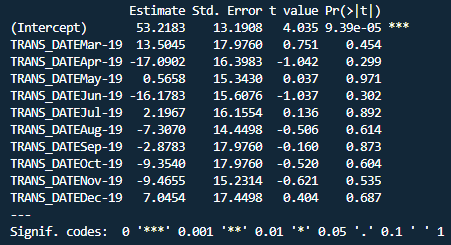 Estimate Std. Error t value Pr(>|t|)
(Intercept) 53.2183 13.1908 4.035 9.39e-05 ***
TRANS_DATEMar-19 13.5045 17.9760 0.751 0.454
TRANS_DATEApr-19 -17.0902 16.3983 -1.042 0.299
TRANS_DATEMay-19 0.5658 15.3430 0.037 0.971
TRANS_DATEJun-19 -16.1783 15.6076 -1.037 0.302
TRANS_DATEJul-19 2.1967 16.1554 0.136 0.892
TRANS_DATEAug-19 -7.3070 14.4498 -0.506 0.614
TRANS_DATESep-19 -2.8783 17.9760 -0.160 0.873
TRANS_DATEOct-19 -9.3540 17.9760 -0.520 0.604
TRANS_DATENov-19 -9.4655 15.2314 -0.621 0.535
TRANS_DATEDec-19 7.0454 17.4498 0.404 0.687
---
Signif. codes: 0 '***' 0.001 '**' 0.01 '*' 0.05 '.' 0.1 ' ' 1